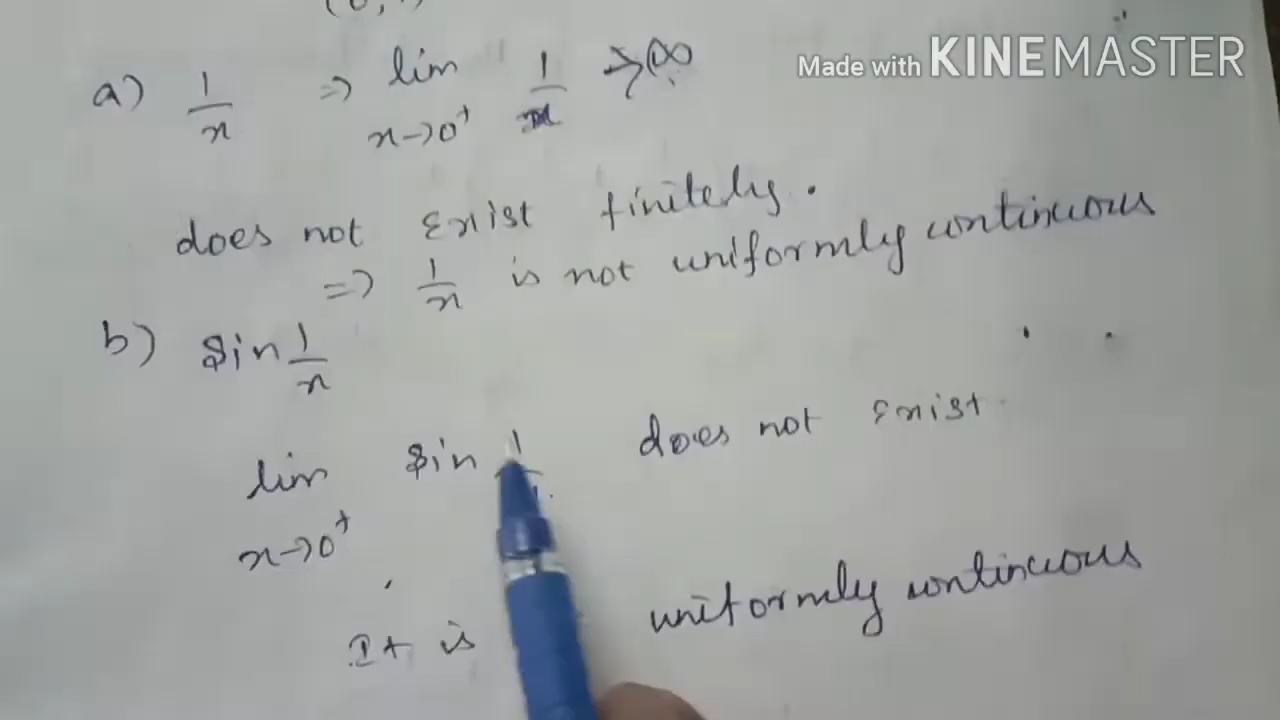 Made with KINEMASTER
a) 1/x => lim x→0+ 1/x → ∞
does not Exist finitely.
=> 1/x is not uniformly continuous
b) Sin 1/x
lim x→0+ Sin 1 does not Exist.
It is uniformly continuous